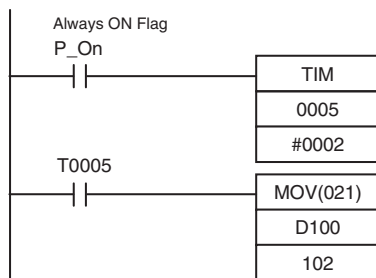 Always ON Flag
P_On
TIM
0005
#0002
T0005
MOV(021)
D100
102